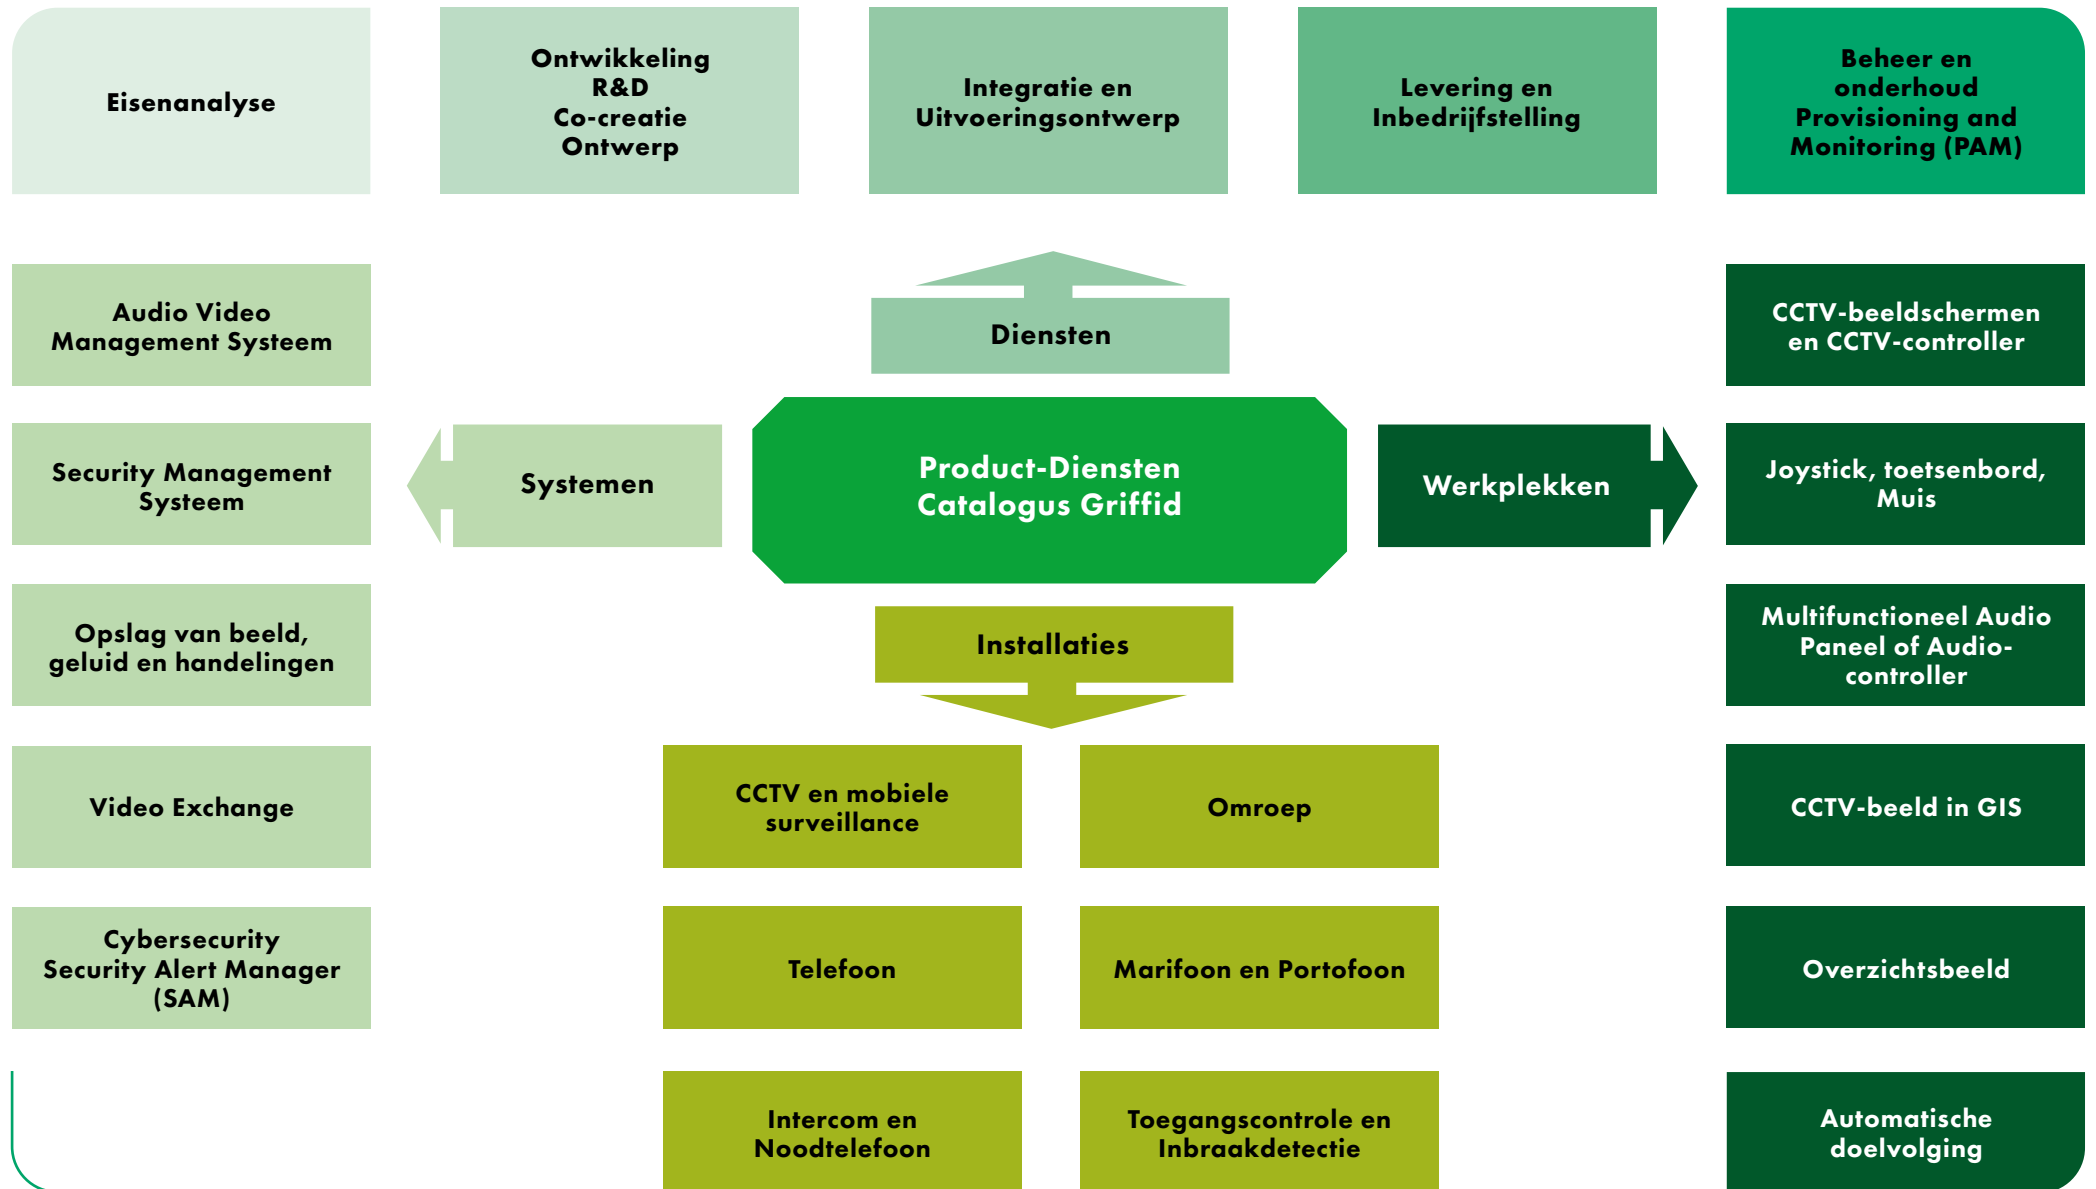 Eisenanalyse
Ontwikkeling
R&D
Co-creatie
Ontwerp
Integratie en
Uitvoeringsontwerp
Levering en
Inbedrijfstelling
Beheer en
onderhoud
Provisioning and
Monitoring (PAM)
Audio Video
Management Systeem
Security Management
Systeem
Opslag van beeld,
geluid en handelingen
Video Exchange
Cybersecurity
Security Alert Manager
(SAM)
Diensten
Systemen
Product-Diensten
Catalogus Griffid
Werkplekken
Installaties
CCTV en mobiele
surveillance
Omroep
Telefoon
Marifoon en Portofoon
Intercom en
Noodtelefoon
Toegangscontrole en
Inbraakdetectie
CCTV-beeldschermen
en CCTV-controller
Joystick, toetsenbord,
Muis
Multifunctioneel Audio
Paneel of Audio-
controller
CCTV-beeld in GIS
Overzichtsbeeld
Automatische
doelvolging